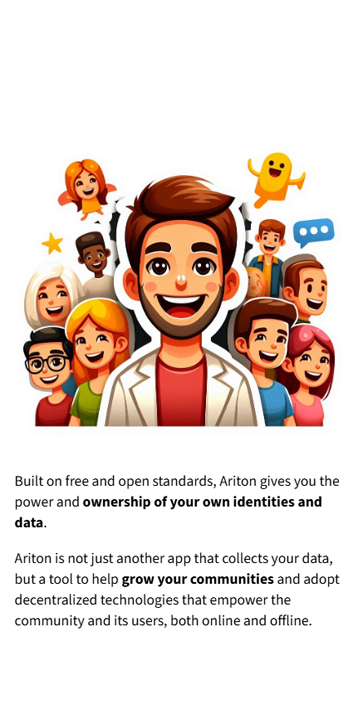 Built on free and open standards, Ariton gives you the
power and ownership of your own identities and
data.
Ariton is not just another app that collects your data,
but a tool to help grow your communities and adopt
decentralized technologies that empower the
community and its users, both online and offline.